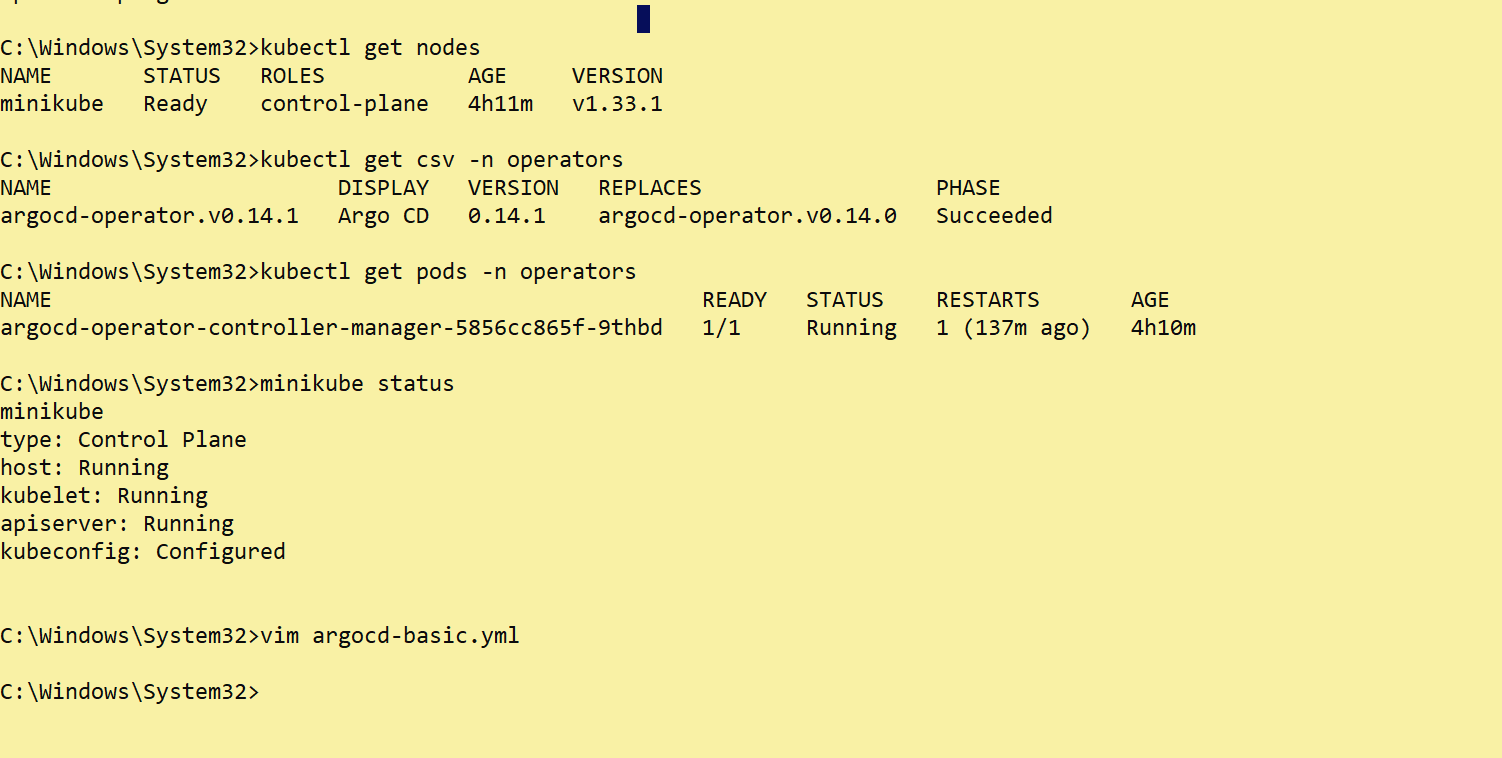 C:\Windows\System32>kubectl get nodes
NAME       STATUS   ROLES           AGE     VERSION
minikube   Ready    control-plane   4h11m   v1.33.1
C:\Windows\System32>kubectl get csv -n operators
NAME                      DISPLAY   VERSION   REPLACES                  PHASE
argocd-operator.v0.14.1   Argo CD   0.14.1    argocd-operator.v0.14.0   Succeeded
C:\Windows\System32>kubectl get pods -n operators
NAME                                                  READY   STATUS    RESTARTS       AGE
argocd-operator-controller-manager-5856cc865f-9thbd   1/1     Running   1 (137m ago)   4h10m
C:\Windows\System32>minikube status
minikube
type: Control Plane
host: Running
kubelet: Running
apiserver: Running
kubeconfig: Configured
C:\Windows\System32>vim argocd-basic.yml
C:\Windows\System32>